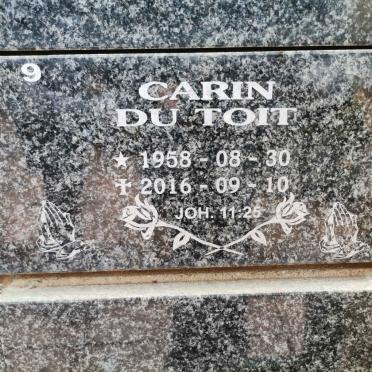 9
CARIN
DU TOIT
★ 1958 - 08 - 30
✝ 2016 - 09 - 10
JOH: 11:25